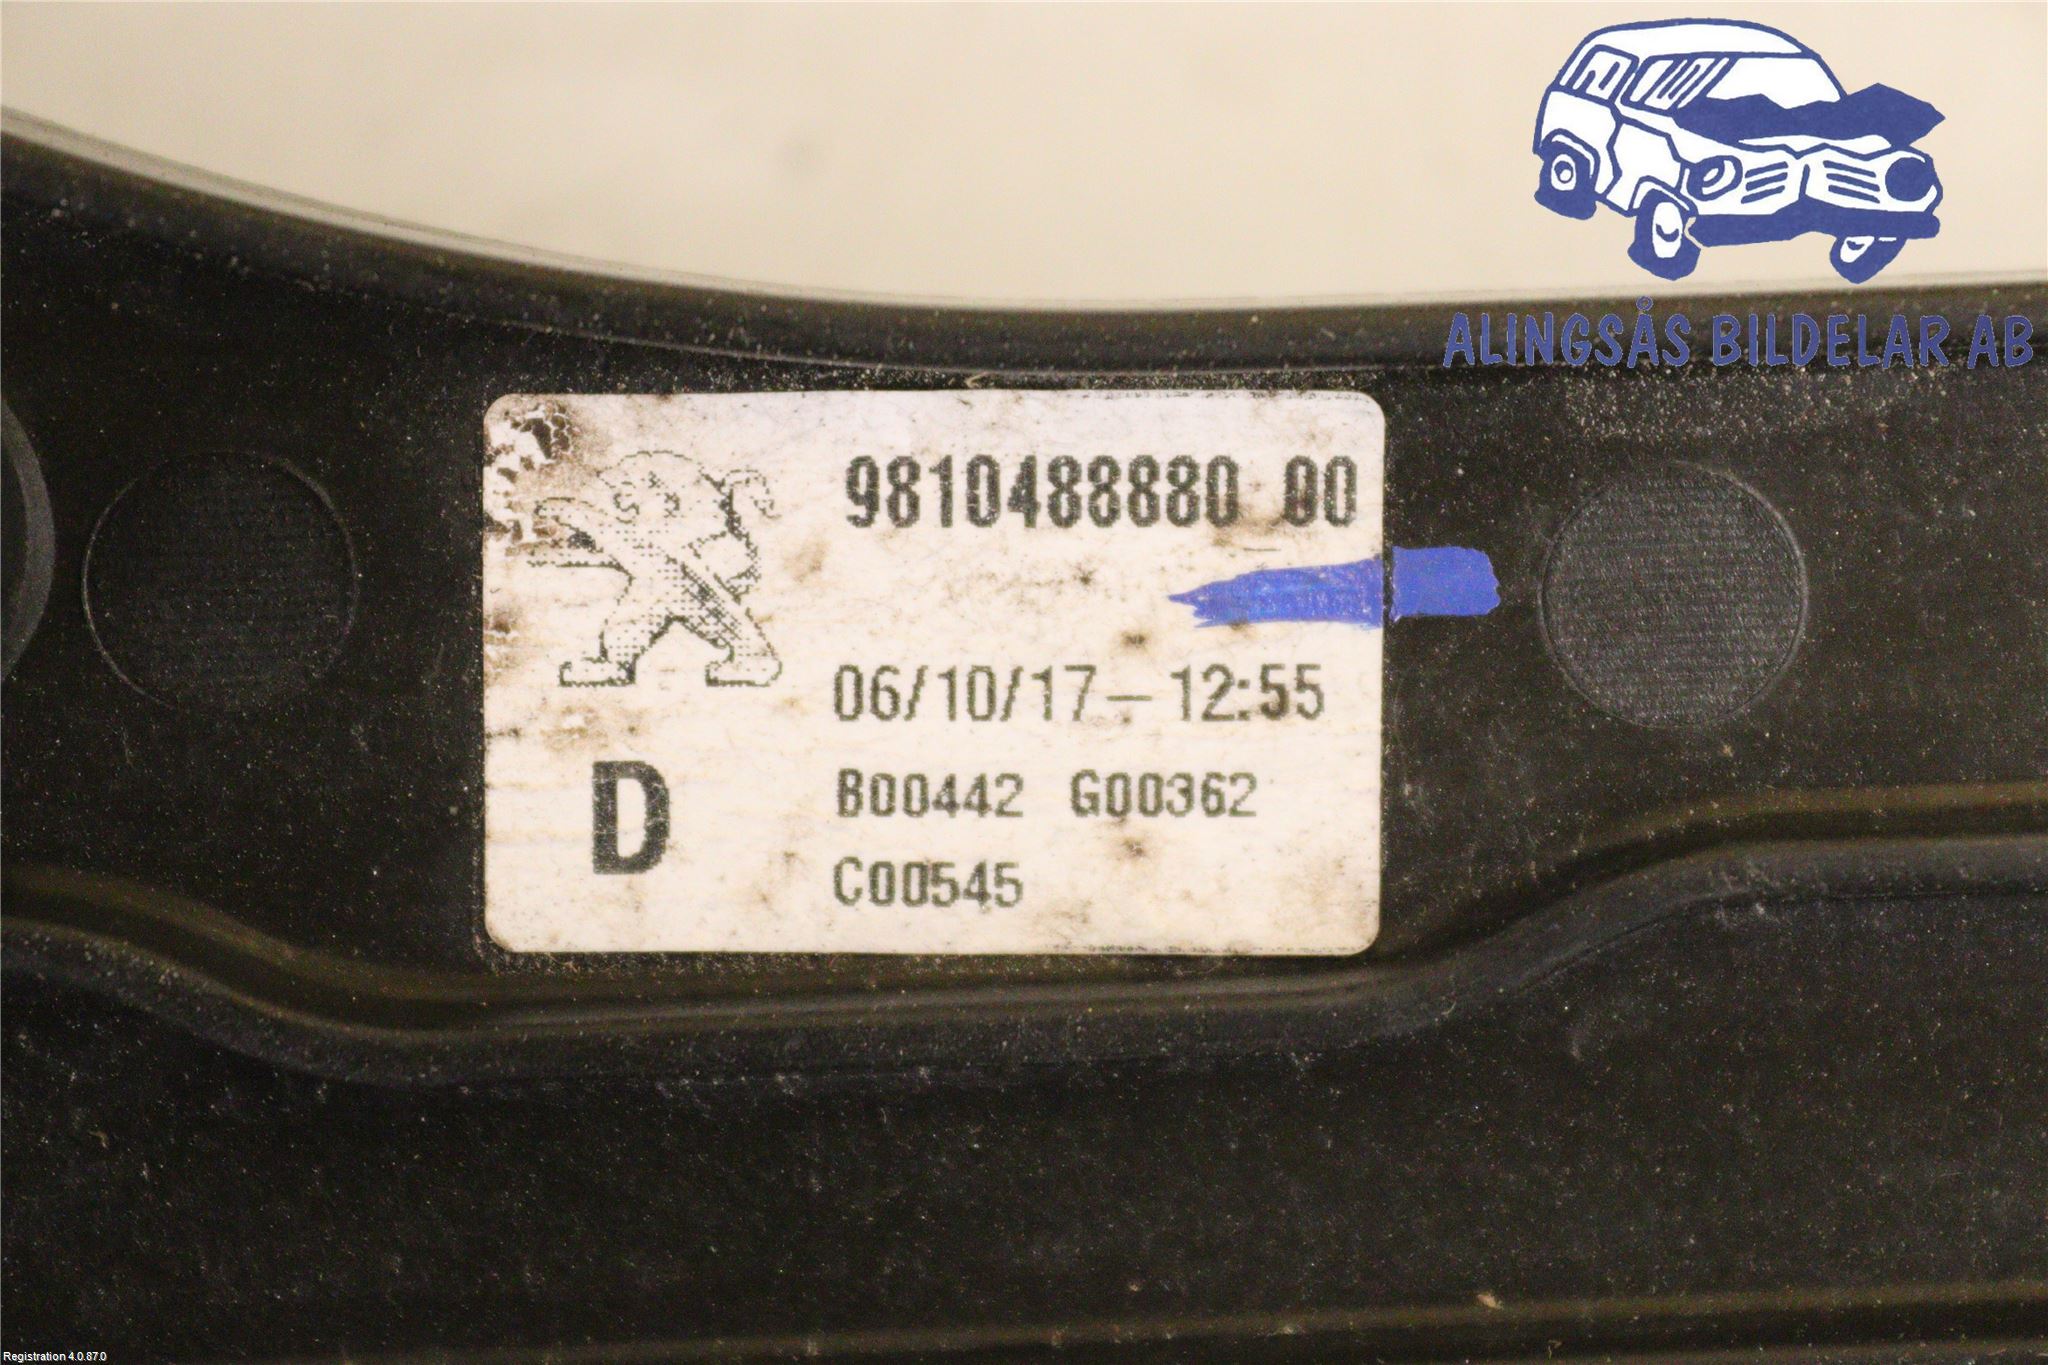 ALINGSÅS BILDELAR AB
9810488880 00
06/10/17-12:55
D
B00442 G00362
C00545
Registration 4.0.87.0